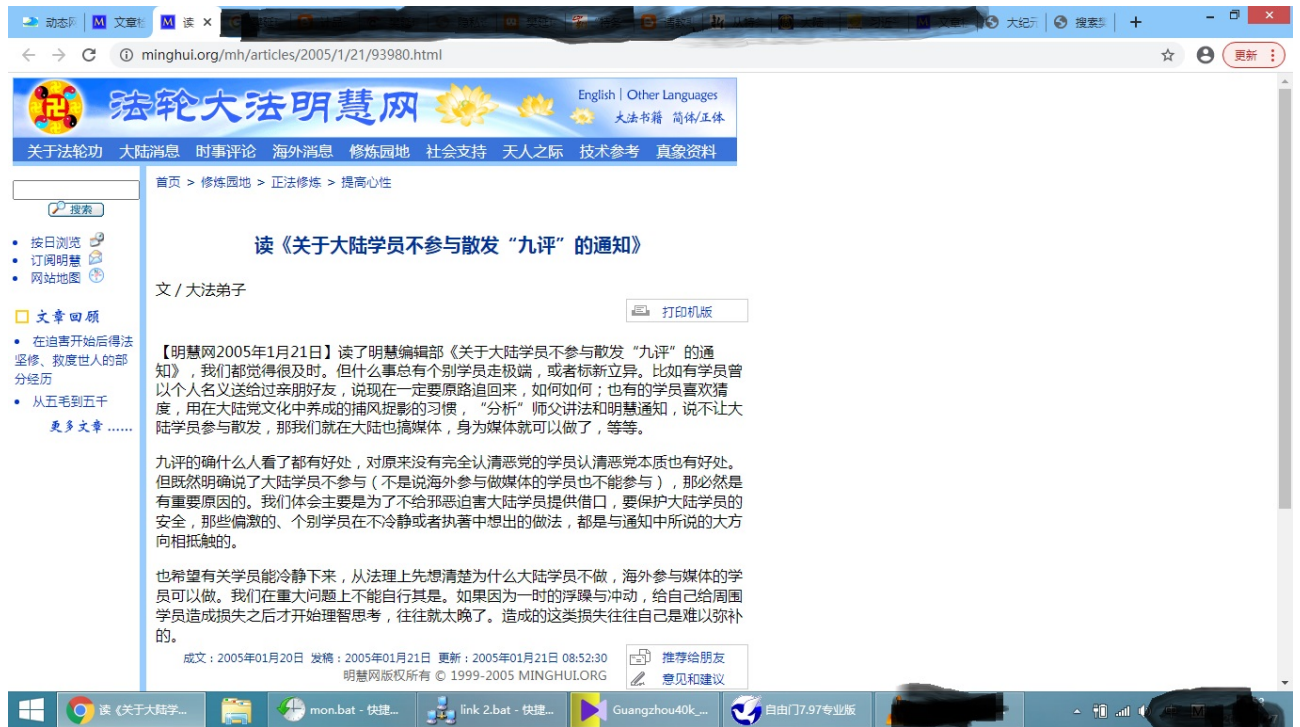 动态网
文章
读
大纪元
搜索
minghui.org/mh/articles/2005/1/21/93980.html
更新
法轮大法明慧网
English | Other Languages
大法书籍 简体/正体
关于法轮功 大陆消息 时事评论 海外消息 修炼园地 社会支持 天人之际 技术参考 真象资料
首页 > 修炼园地 > 正法修炼 > 提高心性
搜索
按日浏览
订阅明慧
网站地图
文章回顾
在迫害开始后得法
坚修、救度世人的部
分经历
从五毛到五千
更多文章 ......
读《关于大陆学员不参与散发“九评”的通知》
文 / 大法弟子
打印机版
【明慧网2005年1月21日】读了明慧编辑部《关于大陆学员不参与散发“九评”的通
知》，我们都觉得很及时。但什么事总有个别学员走极端，或者标新立异。比如有学员曾
以个人名义送给过亲朋好友，说现在一定要原路追回来，如何如何；也有的学员喜欢猜
度，用在大陆党文化中养成的捕风捉影的习惯，“分析”师父讲法和明慧通知，说不让大
陆学员参与散发，那我们就在大陆也搞媒体，身为媒体就可以做了，等等。
九评的确什么人看了都有好处，对原来没有完全认清恶党的学员认清恶党本质也有好处。
但既然明确说了大陆学员不参与（不是说海外参与做媒体的学员也不能参与），那必然是
有重要原因的。我们体会主要是为了不给邪恶迫害大陆学员提供借口，要保护大陆学员的
安全，那些偏激的、个别学员在不冷静或者执著中想出的做法，都是与通知中所说的大方
向相抵触的。
也希望有关学员能冷静下来，从法理上先想清楚为什么大陆学员不做，海外参与媒体的学
员可以做。我们在重大问题上不能自行其是。如果因为一时的浮躁与冲动，给自己给周围
学员造成损失之后才开始理智思考，往往就太晚了。造成的这类损失往往自己是难以弥补
的。
成文：2005年01月20日 发稿：2005年01月21日 更新：2005年01月21日 08:52:30
明慧网版权所有 © 1999-2005 MINGHUI.ORG
推荐给朋友
意见和建议
读《关于大陆学...
mon.bat - 快捷...
link 2.bat - 快捷...
Guangzhou40k_...
自由门7.97专业版